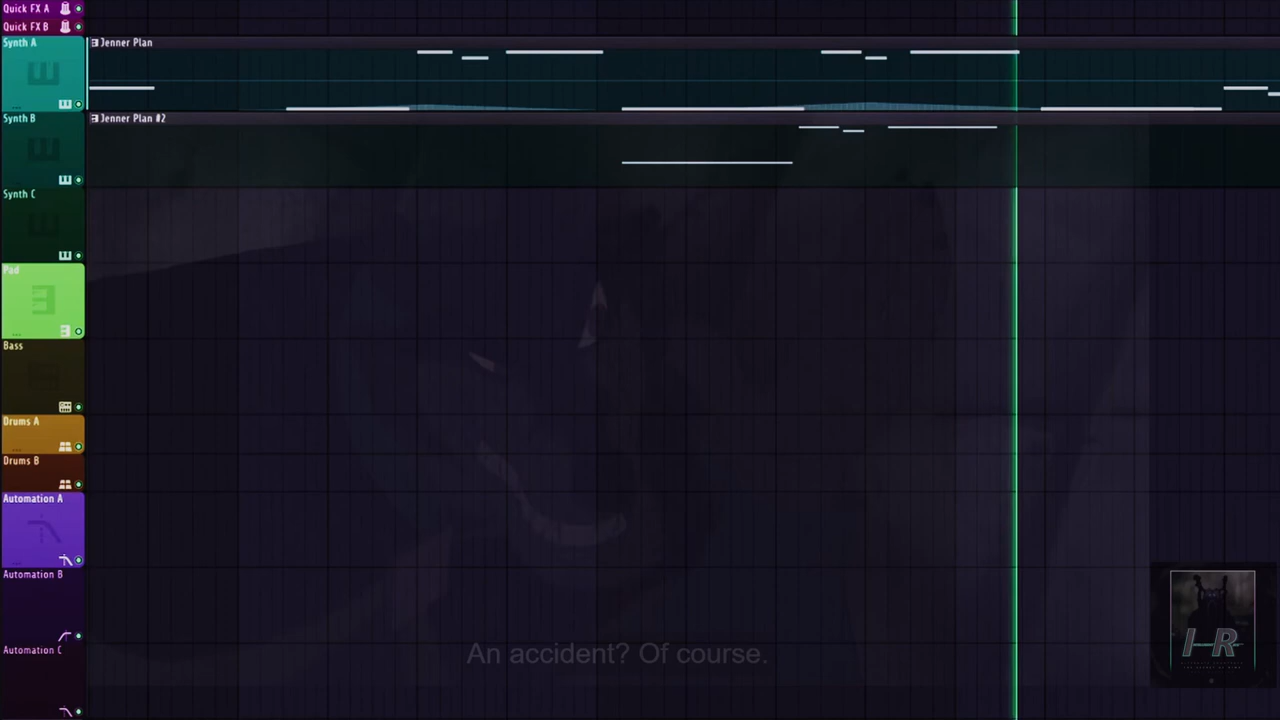 Quick FX A
Quick FX B
Synth A
Jenner Plan
Synth B
Jenner Plan #2
Synth C
Pad
Bass
Drums A
Drums B
Automation A
Automation B
Automation C
An accident? Of course.
I-R